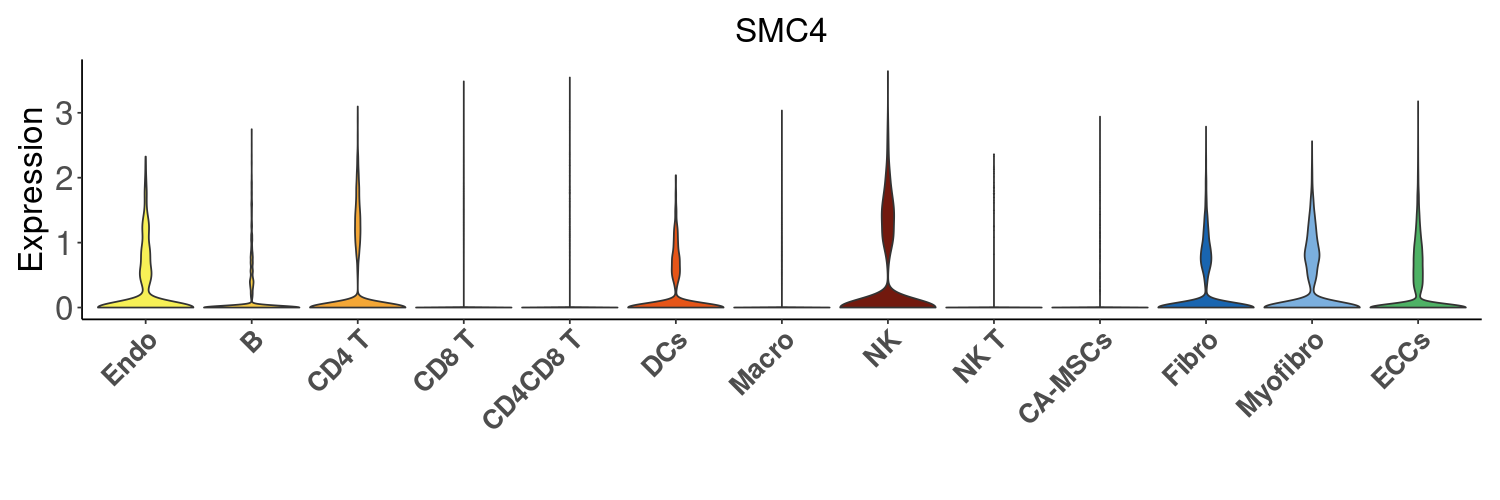 SMC4
Expression
3
2
1
0
Endo
B
CD4 T
CD8 T
CD4CD8 T
DCs
Macro
NK
NK T
CA-MSCs
Fibro
Myofibro
ECCs